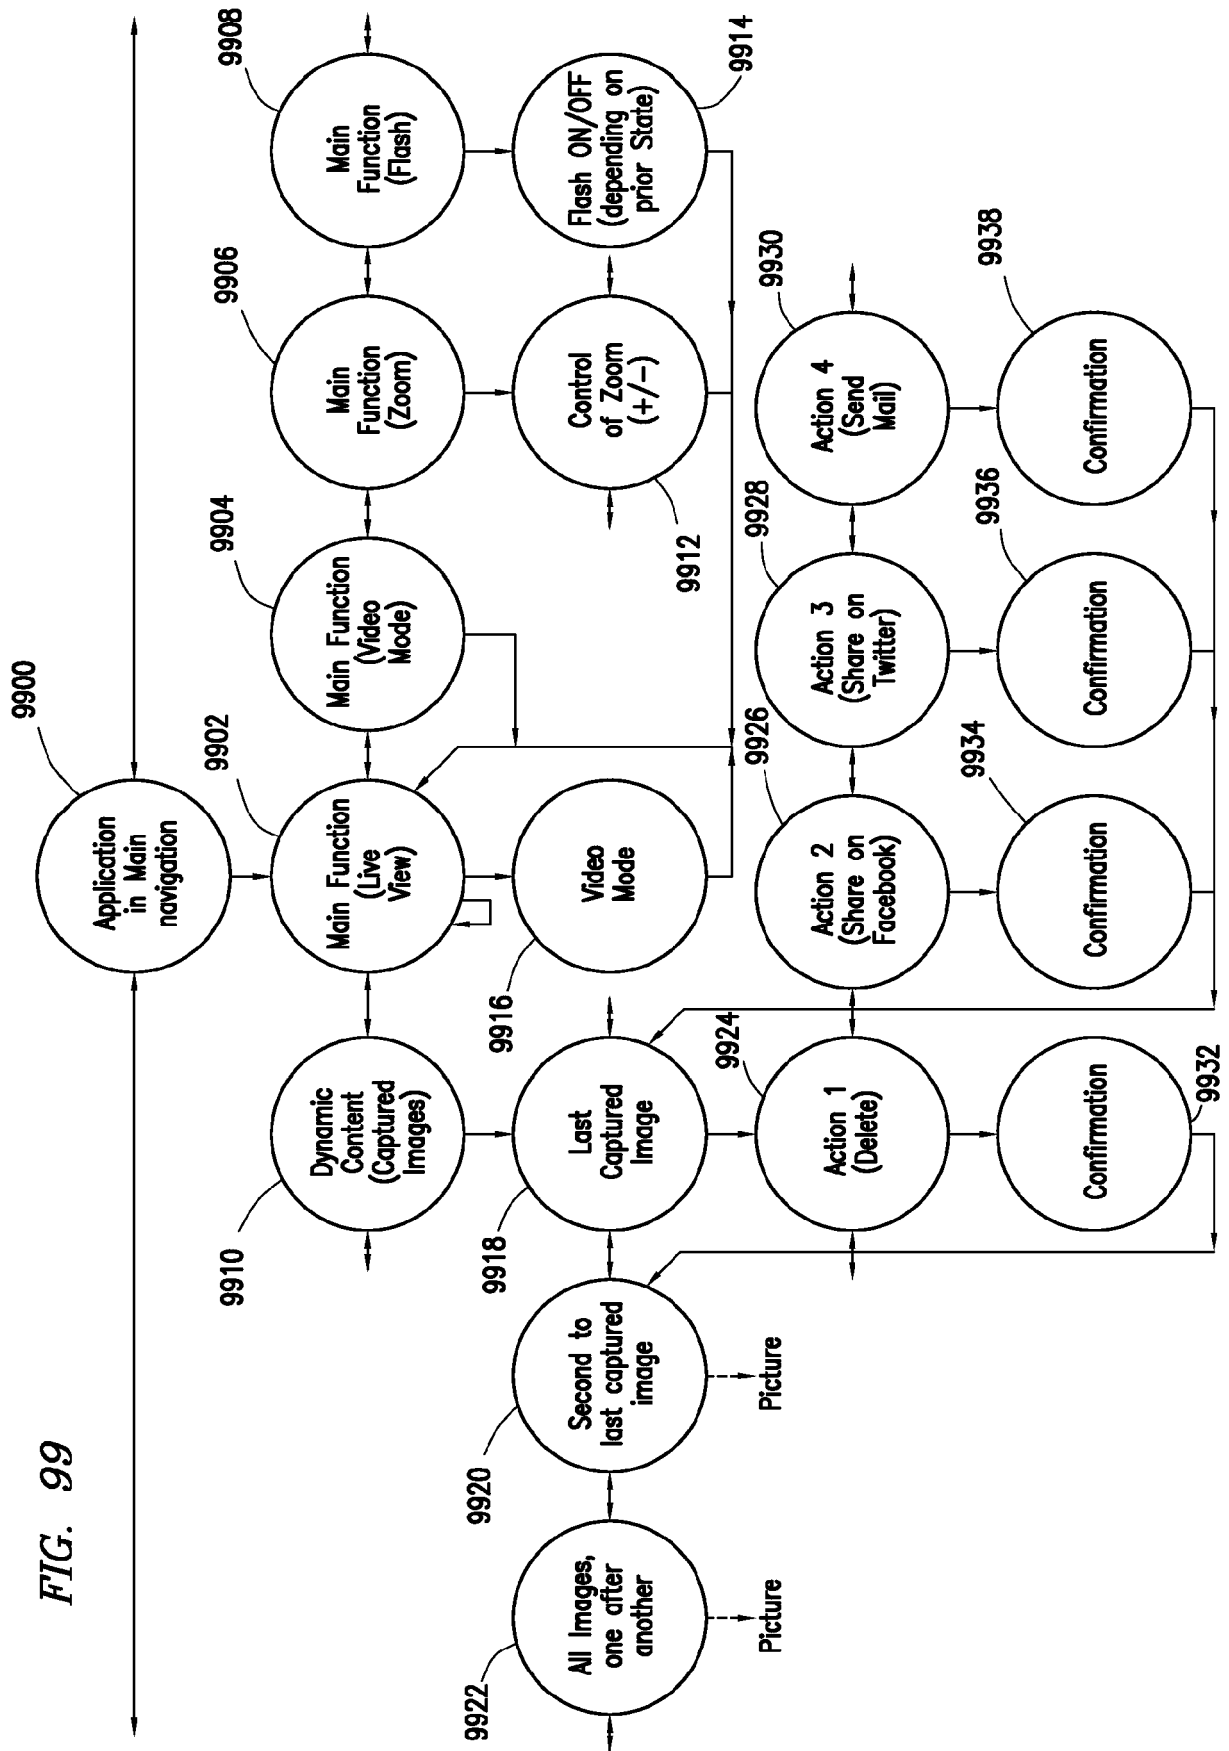 FIG. 99
9900
Application
in Main
navigation
9910
Dynamic
Content
(Captured
Images)
9902
Main Function
(Live
View)
9904
Main Function
(Video
Mode)
9906
Main
Function
(Zoom)
9908
Main
Function
(Flash)
9922
All Images,
one after
another
Picture
9920
Second to
last captured
image
Picture
9918
Last
Captured
Image
9916
Video
Mode
9912
Control
of Zoom
(+/−)
9914
Flash ON/OFF
(depending on
prior State)
9924
Action 1
(Delete)
9926
Action 2
(Share on
Facebook)
9928
Action 3
(Share on
Twitter)
9930
Action 4
(Send
Mail)
9932
Confirmation
9934
Confirmation
9936
Confirmation
9938
Confirmation